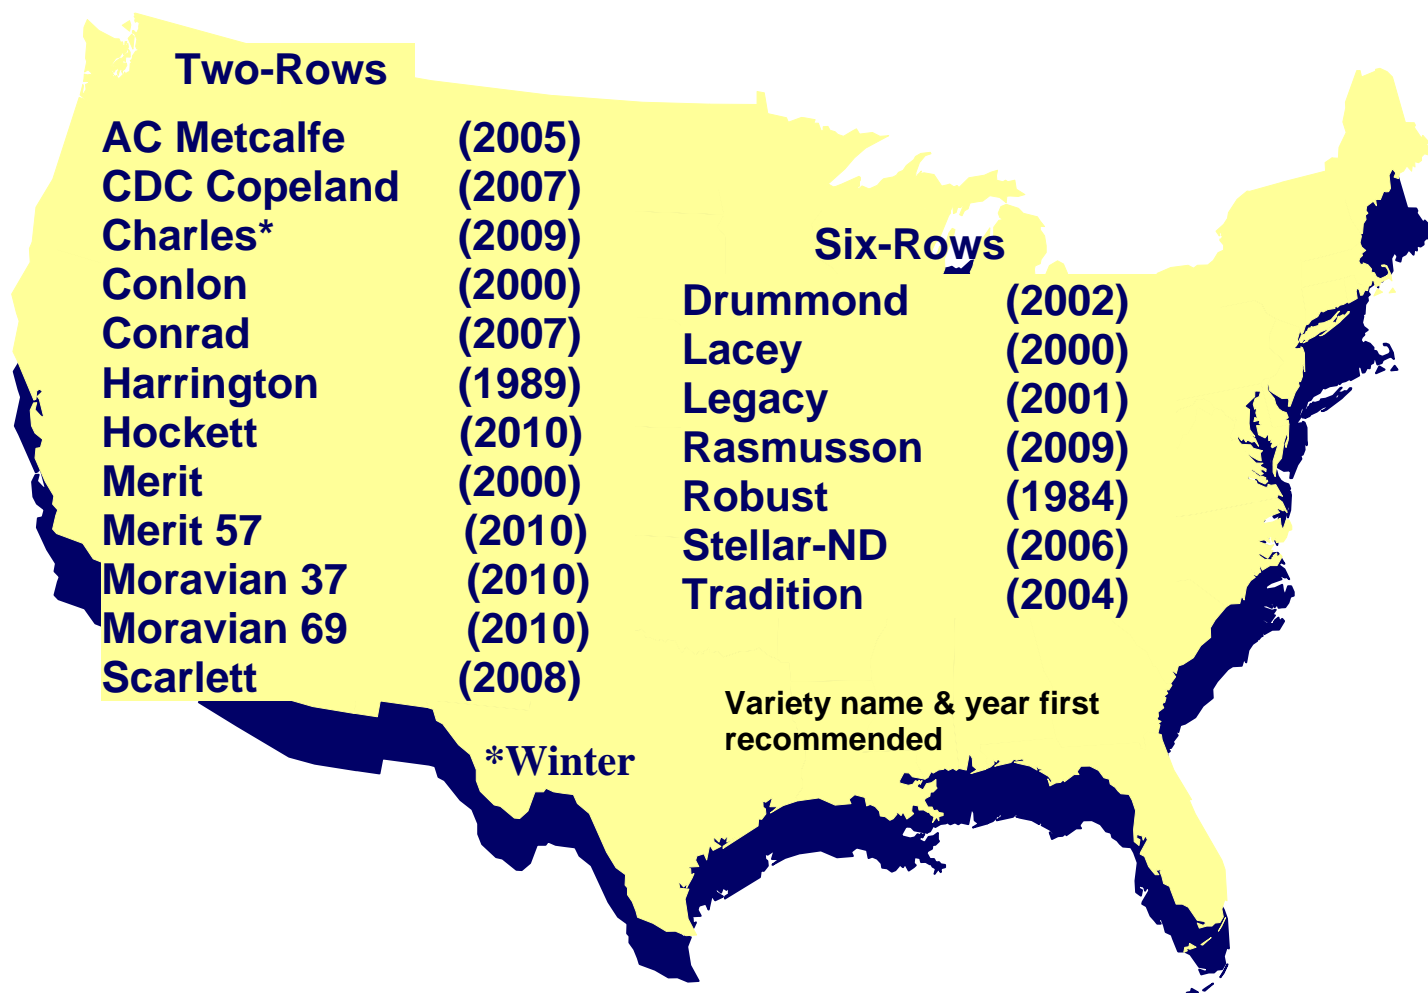 Two-Rows
AC Metcalfe (2005)
CDC Copeland (2007)
Charles* (2009)
Conlon (2000)
Conrad (2007)
Harrington (1989)
Hockett (2010)
Merit (2000)
Merit 57 (2010)
Moravian 37 (2010)
Moravian 69 (2010)
Scarlett (2008)
*Winter
Six-Rows
Drummond (2002)
Lacey (2000)
Legacy (2001)
Rasmusson (2009)
Robust (1984)
Stellar-ND (2006)
Tradition (2004)
Variety name & year first
recommended